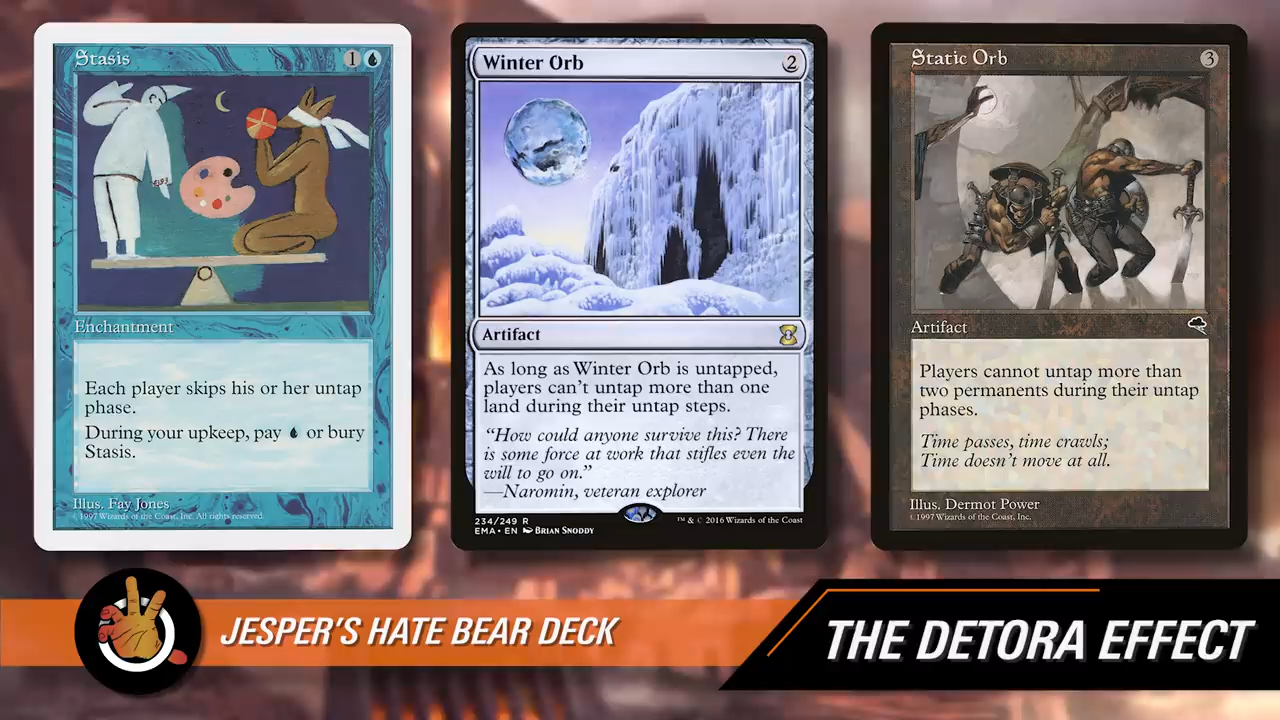 Stasis
1
Enchantment
Each player skips his or her untap
phase.
During your upkeep, pay or bury
Stasis.
Illus. Fay Jones
© 1997 Wizards of the Coast, Inc. All rights reserved.
Winter Orb
2
Artifact
As long as Winter Orb is untapped,
players can't untap more than one
land during their untap steps.
"How could anyone survive this? There
is some force at work that stifles even the
will to go on."
—Naromin, veteran explorer
234/249 R
EMA • EN BRIAN SNODDY
™ & © 2016 Wizards of the Coast
Static Orb
3
Artifact
Players cannot untap more than
two permanents during their untap
phases.
Time passes, time crawls;
Time doesn't move at all.
Illus. Dermot Power
© 1997 Wizards of the Coast, Inc.
JESPER'S HATE BEAR DECK
THE DETORA EFFECT